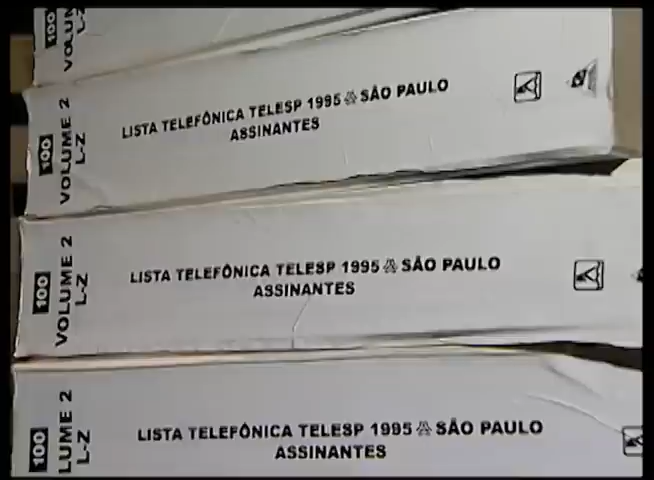 100
VOLUME 2
100
VOLUME 2
L-Z
LISTA TELEFÔNICA TELESP 1995 SÃO PAULO
ASSINANTES
100
VOLUME 2
L-Z
LISTA TELEFÔNICA TELESP 1995 SÃO PAULO
ASSINANTES
100
LUME 2
L-Z
LISTA TELEFÔNICA TELESP 1995 SÃO PAULO
ASSINANTES